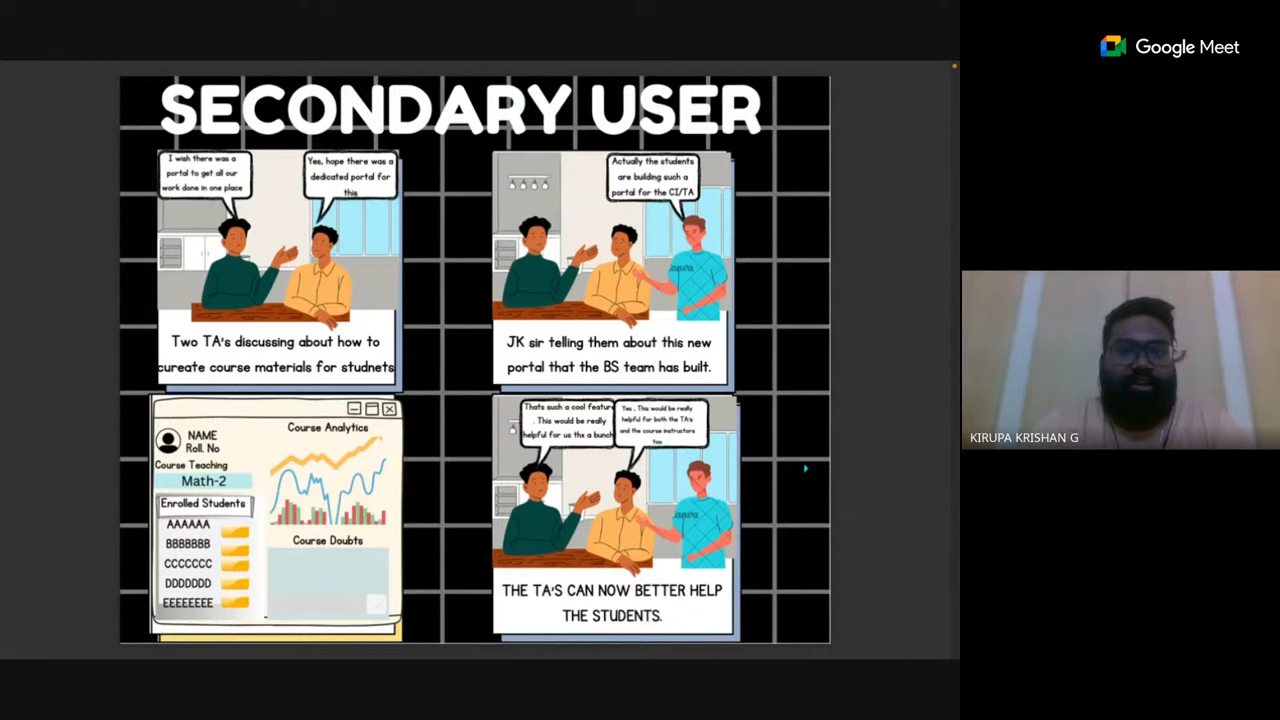 Google Meet
SECONDARY USER
I wish there was a
portal to get all our
work done in one place
Yes, hope there was a
dedicated portal for
this
Two TA's discussing about how to
cureate course materials for studnets
Actually the students
are building such a
portal for the CI/TA
Canva
JK sir telling them about this new
portal that the BS team has built.
NAME
Roll. No
Course Teaching
Math-2
Enrolled Students
AAAAAA
BBBBBBB
CCCCCCC
DDDDDDD
EEEEEEEE
Course Analytics
Course Doubts
Thats such a cool featur
. This would be really
helpful for us thx a bunch
Yes , This would be really
helpful for both the TA's
and the course instructors
too
Canva
THE TA'S CAN NOW BETTER HELP
THE STUDENTS.
KIRUPA KRISHAN G